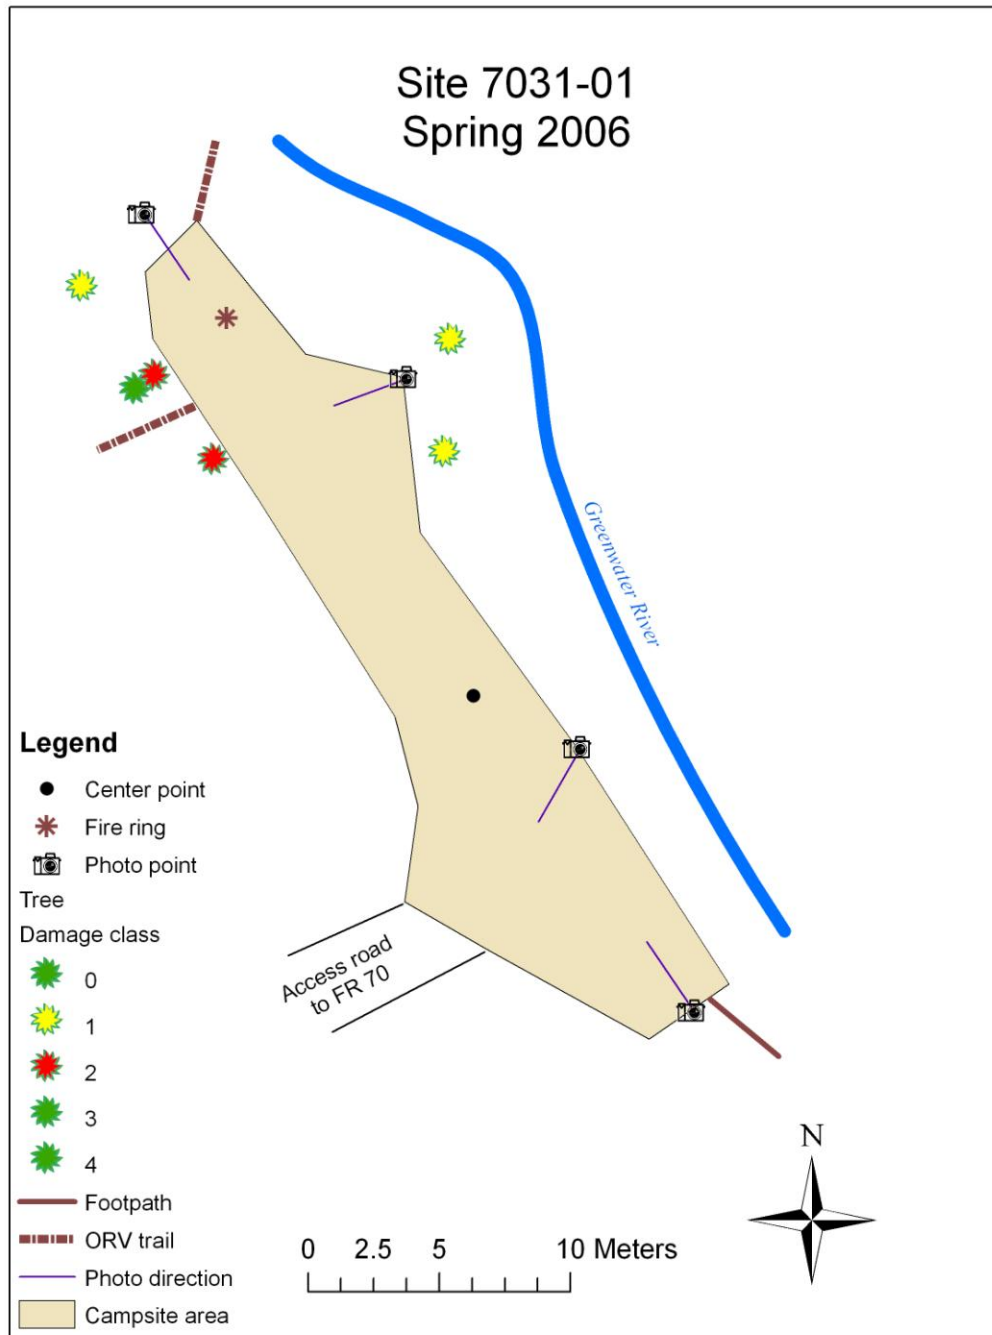 Site 7031-01
Spring 2006
Greenwater River
Access road
to FR 70
Legend
Center point
Fire ring
Photo point
Tree
Damage class
0
1
2
3
4
Footpath
ORV trail
Photo direction
Campsite area
0 2.5 5 10 Meters
N